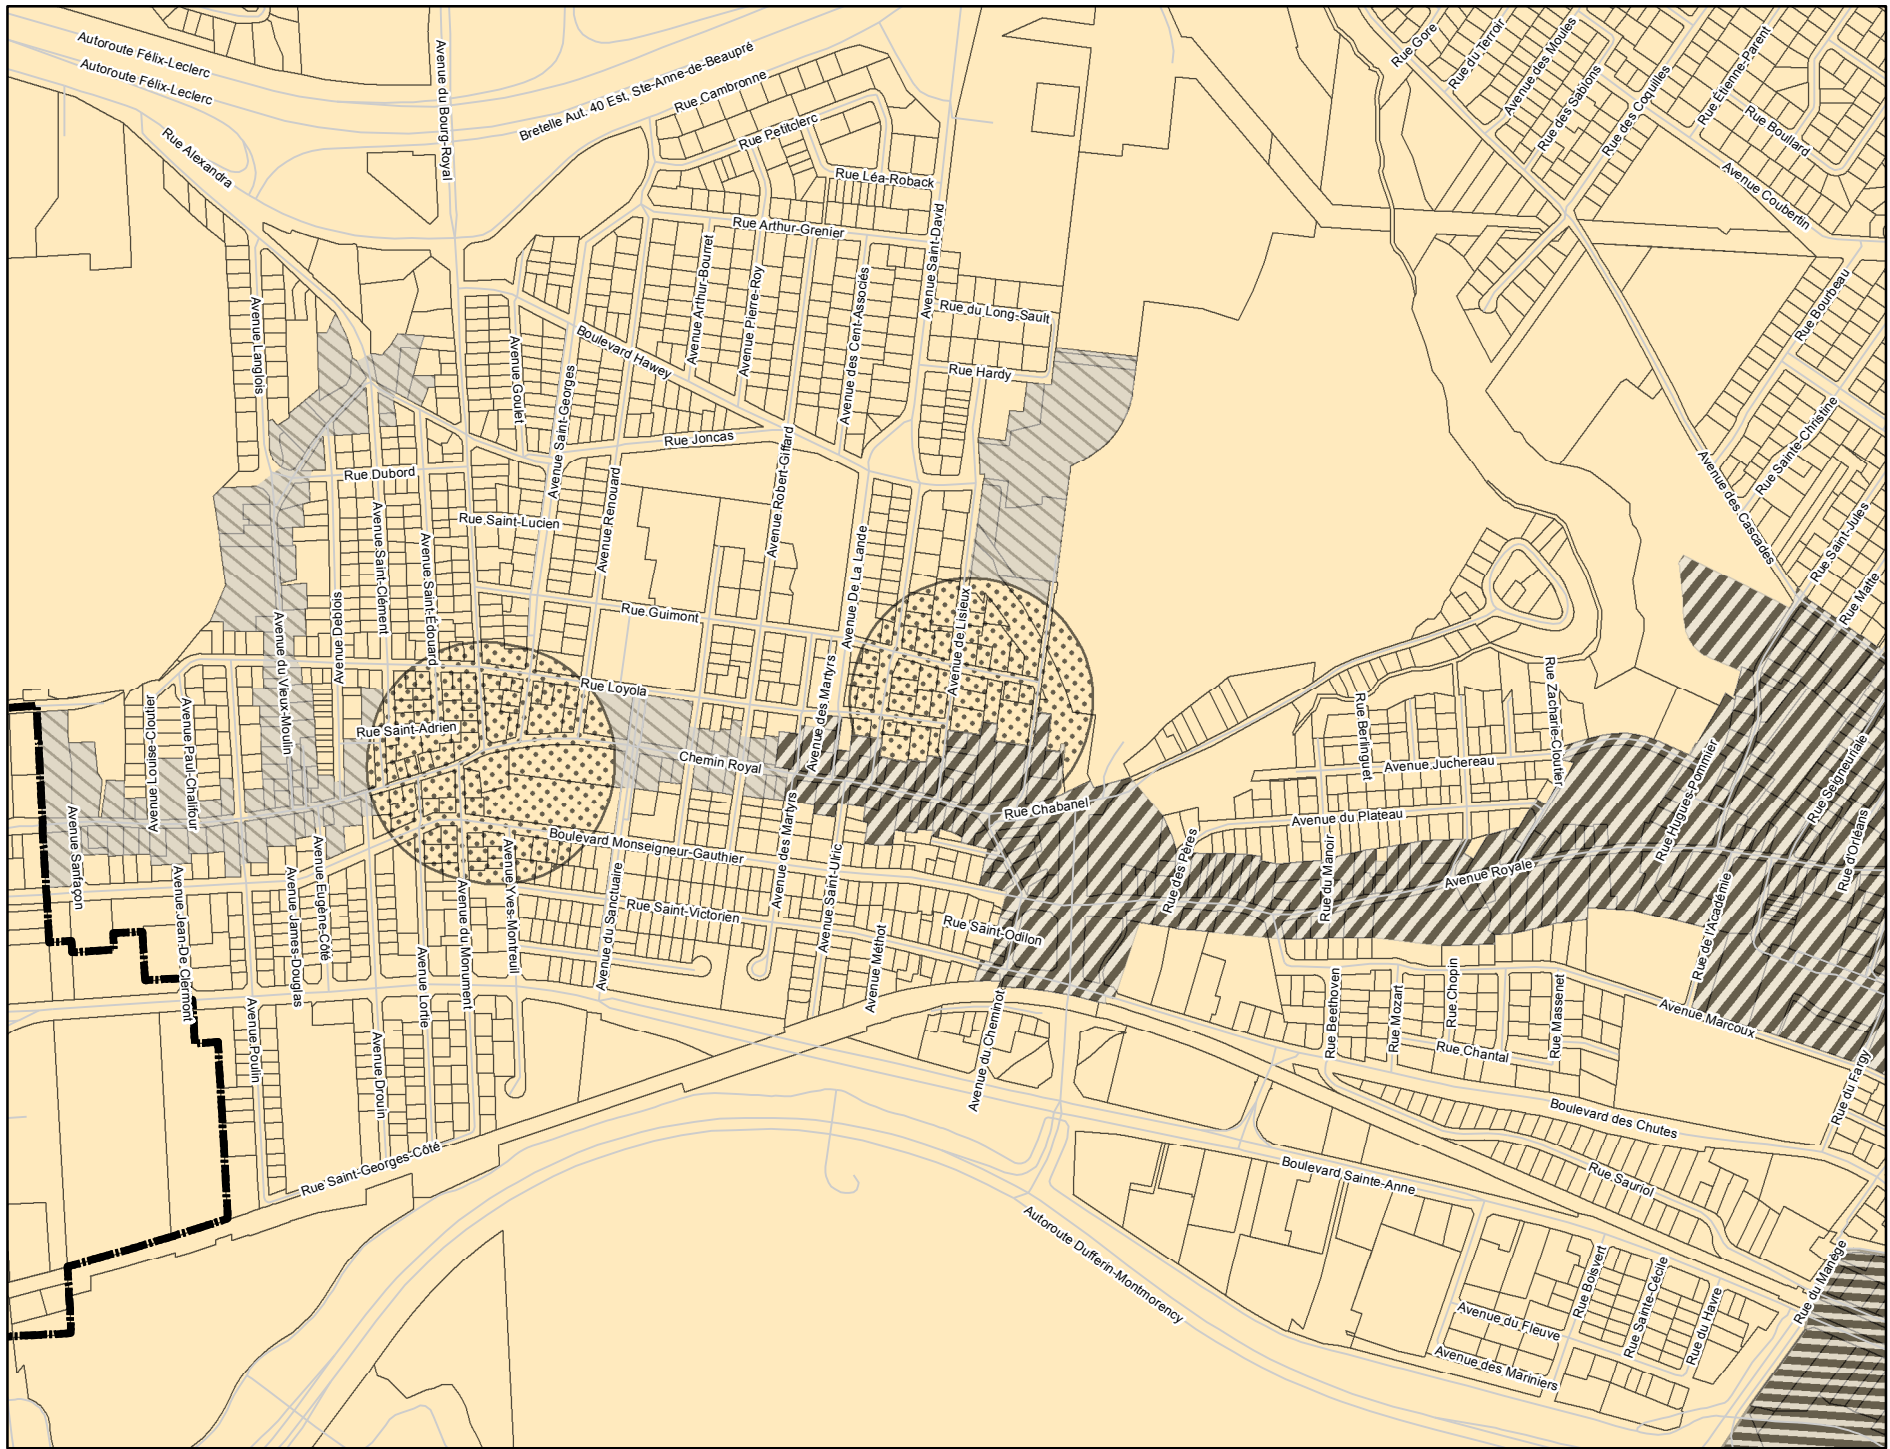 Autoroute Félix-Leclerc
Autoroute Félix-Leclerc
Avenue du Bourg-Royal
Bretelle Aut. 40 Est, Ste-Anne-de-Beaupré
Rue Cambronne
Rue Petitclerc
Rue Léa-Roback
Rue Gore
Rue du Terroir
Avenue des Moules
Rue des Sablons
Rue des Coquilles
Rue Étienne-Parent
Rue Boullard
Avenue Coubertin
Rue Alexandra
Rue Arthur-Grenier
Avenue Saint-David
Avenue Arthur-Bourret
Avenue Pierre-Roy
Avenue des Cent-Associés
Rue du Long-Sault
Rue Hardy
Rue Bourbeau
Avenue Langlois
Boulevard Hawey
Avenue Goulet
Avenue Saint-Georges
Rue Joncas
Rue Sainte-Christine
Avenue des Cascades
Rue Dubord
Avenue Renouard
Avenue Robert-Giffard
Rue Saint-Lucien
Avenue Saint-Clément
Avenue Saint-Édouard
Avenue De La Lande
Rue Saint-Jules
Rue Matte
Rue Guimont
Avenue de Lisieux
Avenue Deblois
Avenue du Vieux-Moulin
Avenue des Martyrs
Rue Loyola
Rue Saint-Adrien
Avenue Louise-Cloutier
Avenue Paul-Chalifour
Chemin Royal
Rue Zacharie-Cloutier
Rue Berlinguet
Avenue Juchereau
Rue Hugues-Pommier
Rue Seigneuriale
Rue Chabanel
Avenue du Plateau
Avenue Sanfaçon
Boulevard Monseigneur-Gauthier
Avenue des Martyrs
Avenue Saint-Ulric
Rue des Pères
Rue du Manoir
Avenue Royale
Rue d'Orléans
Rue de l'Académie
Avenue Jean-De Clermont
Avenue James-Douglas
Avenue Eugène-Côté
Avenue du Monument
Avenue Yves-Montreuil
Avenue du Sanctuaire
Rue Saint-Victorien
Rue Saint-Odilon
Avenue Méthot
Avenue Lortie
Avenue Poulin
Avenue Drouin
Avenue du Cheminot
Rue Beethoven
Rue Mozart
Rue Chopin
Rue Massenet
Rue Chantal
Avenue Marcoux
Rue du Fargy
Boulevard des Chutes
Rue Saint-Georges-Côté
Boulevard Sainte-Anne
Rue Sauriol
Autoroute Dufferin-Montmorency
Rue du Manège
Rue Boisvert
Rue Sainte-Cécile
Rue du Havre
Avenue du Fleuve
Avenue des Mariniers